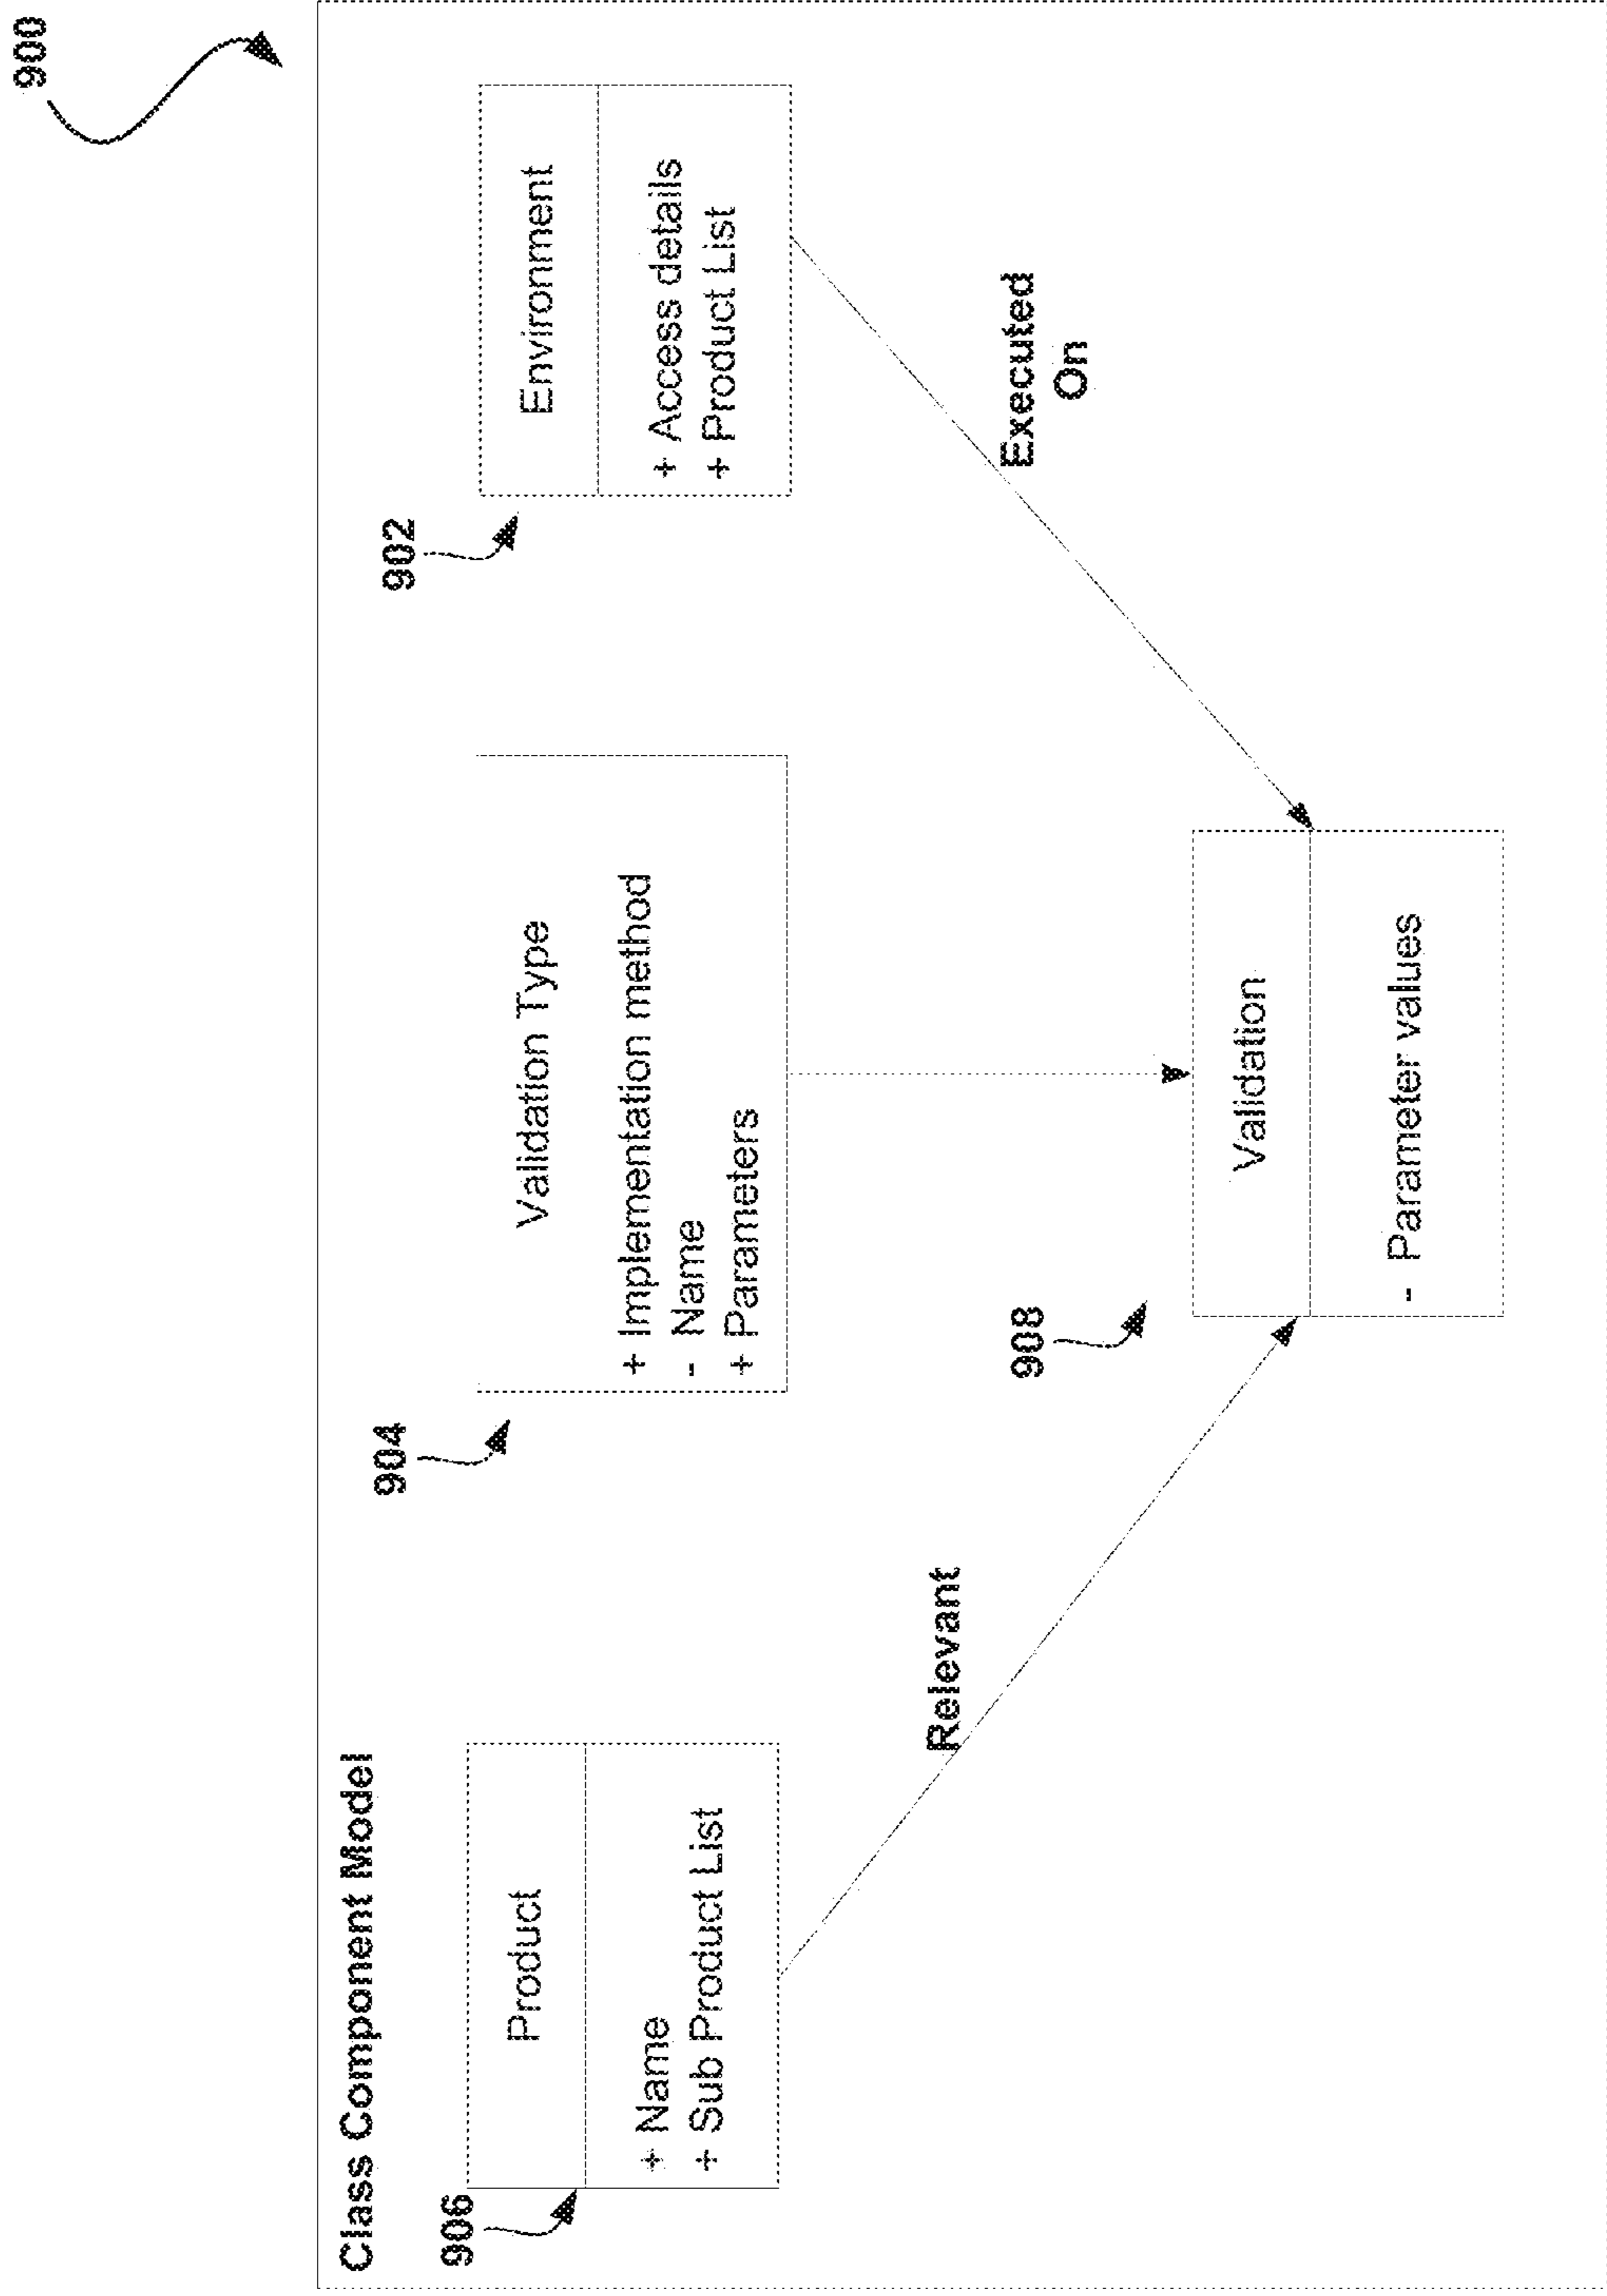 900
Class Component Model
906
Product
+ Name
+ Sub Product List
904
Validation Type
+ Implementation method
- Name
+ Parameters
902
Environment
+ Access details
+ Product List
Relevant
Executed
On
908
Validation
- Parameter values